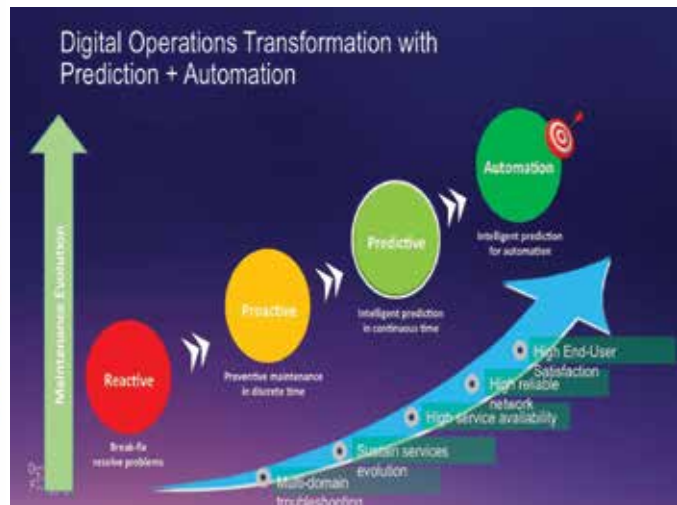 Digital Operations Transformation with
Prediction + Automation
Maintenance Evolution
Automation
Intelligent prediction
for automation
Predictive
Intelligent prediction
in continuous time
Proactive
Preventive maintenance
in discrete time
Reactive
Break-fix
resolve problems
High End-User
Satisfaction
High reliable
network
High service availability
Sustain services
evolution
Multi-domain
troubleshooting